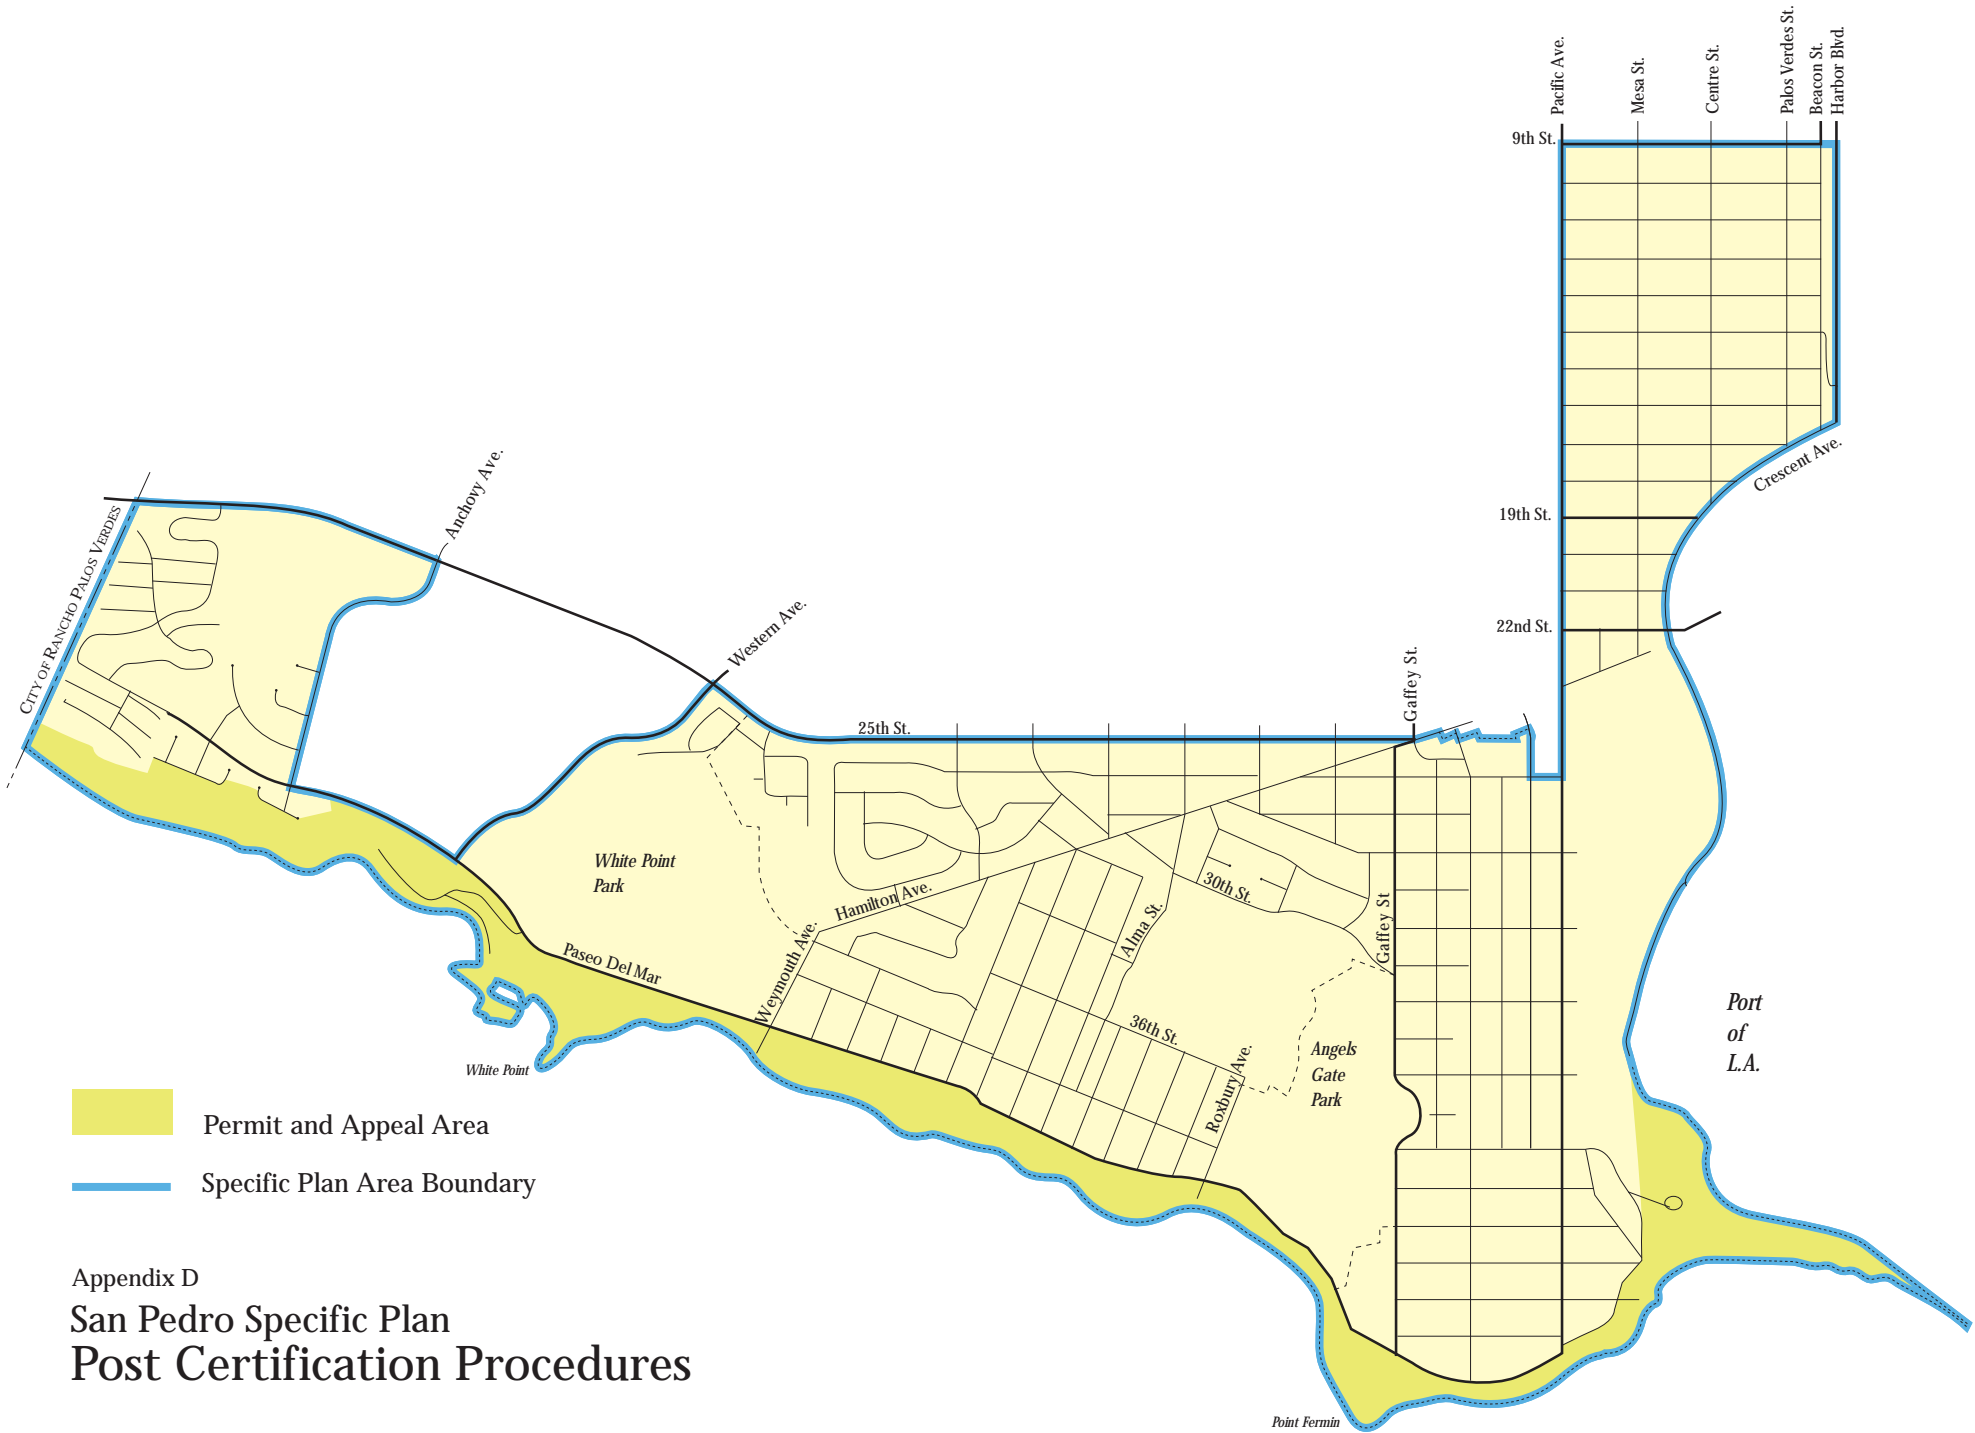 Pacific Ave.
Mesa St.
Centre St.
Palos Verdes St.
Beacon St.
Harbor Blvd.
9th St.
Crescent Ave.
19th St.
22nd St.
Anchovy Ave.
CITY OF RANCHO PALOS VERDES
Western Ave.
Gaffey St.
25th St.
White Point
Park
Hamilton Ave.
30th St.
Gaffey St
Alma St.
Weymouth Ave.
Paseo Del Mar
36th St.
Roxbury Ave.
Angels
Gate
Park
Port
of
L.A.
White Point
Permit and Appeal Area
Specific Plan Area Boundary
Appendix D
San Pedro Specific Plan
Post Certification Procedures
Point Fermin